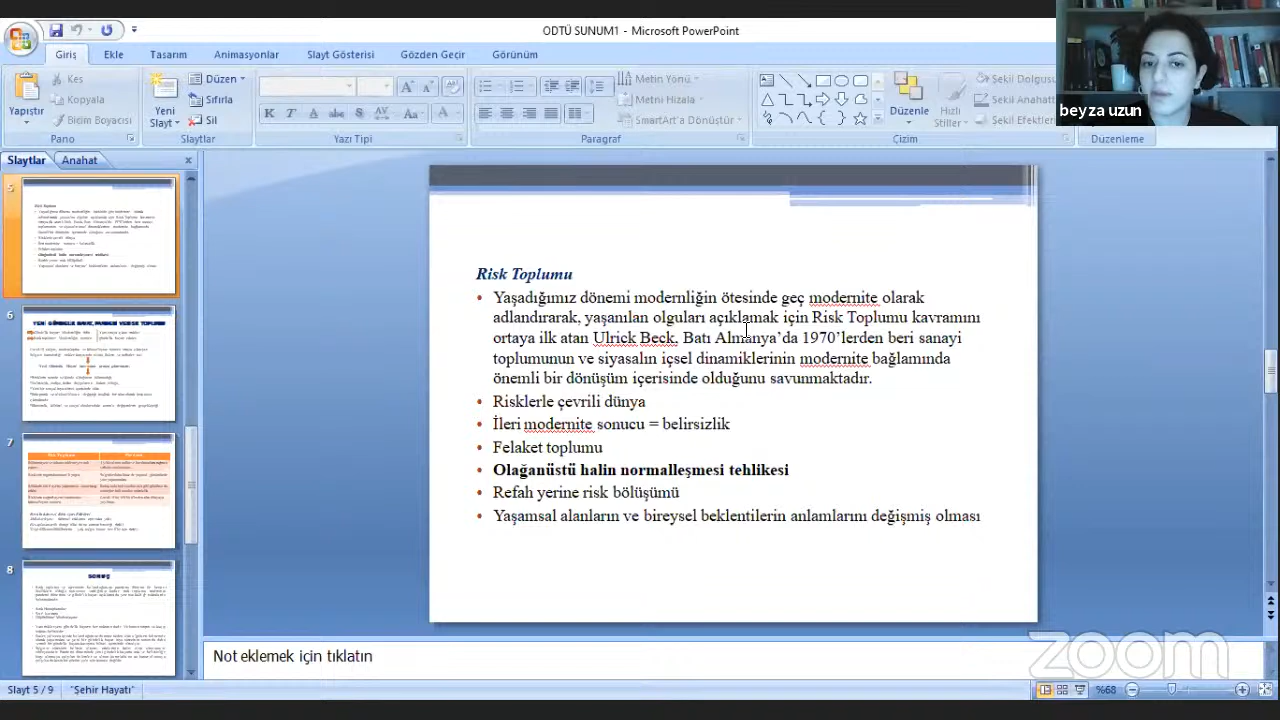 ODTÜ SUNUM1 - Microsoft PowerPoint
beyza uzun
Giriş Ekle Tasarım Animasyonlar Slayt Gösterisi Gözden Geçir Görünüm
Yapıştır
Kes
Kopyala
Bicim Boyacısı
Pano
Yeni Slayt
Düzen
Sıfırla
Sil
Slaytlar
Yazı Tipi
Metin Yönü
Metni Hizala
SmartArt'a Dönüştür
Paragraf
Düzenle
Hızlı Stiller
Şekil Dolgusu
Şekil Anahattı
Şekil Efektleri
Çizim
Düzenleme
Slaytlar Anahat
5
6
7
8
SONUÇ
Risk Toplumu
• Yaşadığımız dönemi modernliğin ötesinde geç modernite olarak
adlandırarak, yaşanılan olguları açıklamak için Risk Toplumu kavramını
ortaya ilk atan Ulrick Beck. Batı Almanya'da 1970'lerden beri sanayi
toplumunun ve siyasalın içsel dinamiklerinin modernite bağlamında
önemli bir dönüşüm içerisinde olduğunu savunmaktadır.
• Risklerle çevrili dünya
• İleri modernite sonucu = belirsizlik
• Felaket toplumu
• Olağanüstü halin normalleşmesi tehlikesi
• Refah yerine risk bölüşümü
• Yaşamsal alanların ve bireysel beklentilerin anlamlarını değişmiş olması
Not eklemek için tıklatın
zoom
Slayt 5 / 9 "Şehir Hayatı" %68